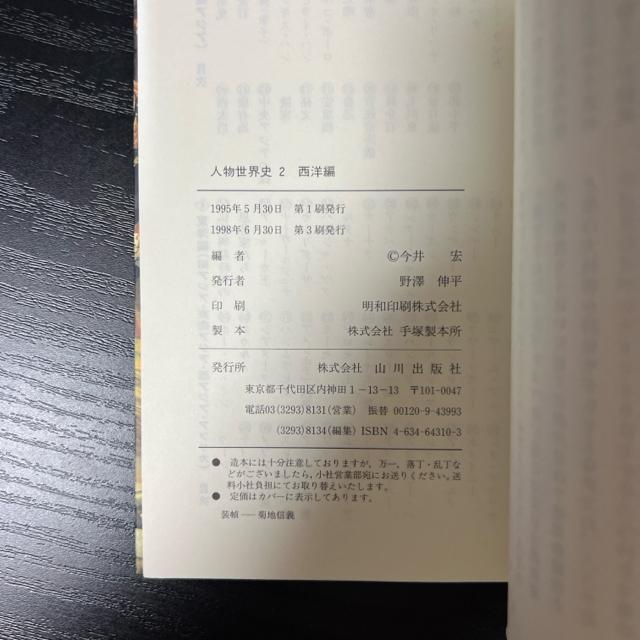 人物世界史 2 西洋編
1995年5月30日 第1刷発行
1998年6月30日 第3刷発行
編 者 ©今井 宏
発行者 野澤 伸平
印 刷 明和印刷株式会社
製 本 株式会社 手塚製本所
発行所 株式会社 山川出版社
東京都千代田区内神田1-13-13 〒101-0047
電話03(3293)8131(営業) 振替 00120-9-43993
(3293)8134(編集) ISBN 4-634-64310-3
● 造本には十分注意しておりますが,万一,落丁・乱丁な
どがございましたら,小社営業部宛にお送りください。送
料小社負担にてお取り替えいたします。
● 定価はカバーに表示してあります。
装幀──菊地信義